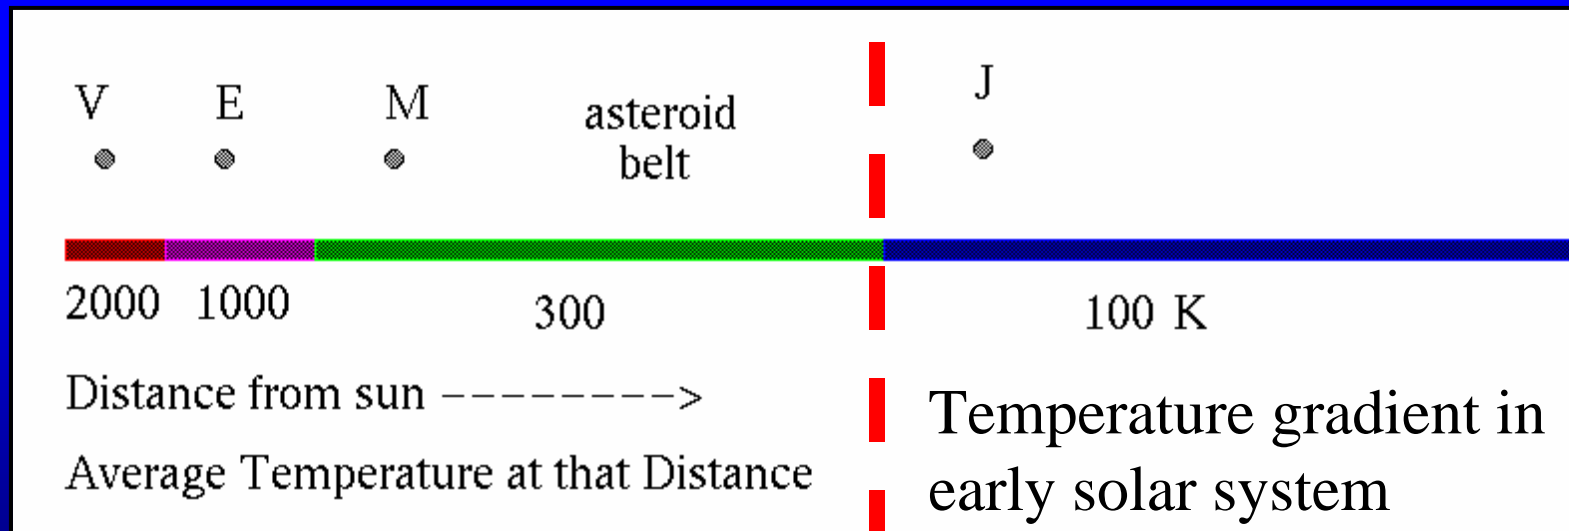 V E M asteroid J
belt
2000 1000 300 100 K
Distance from sun -------->
Average Temperature at that Distance
Temperature gradient in
early solar system